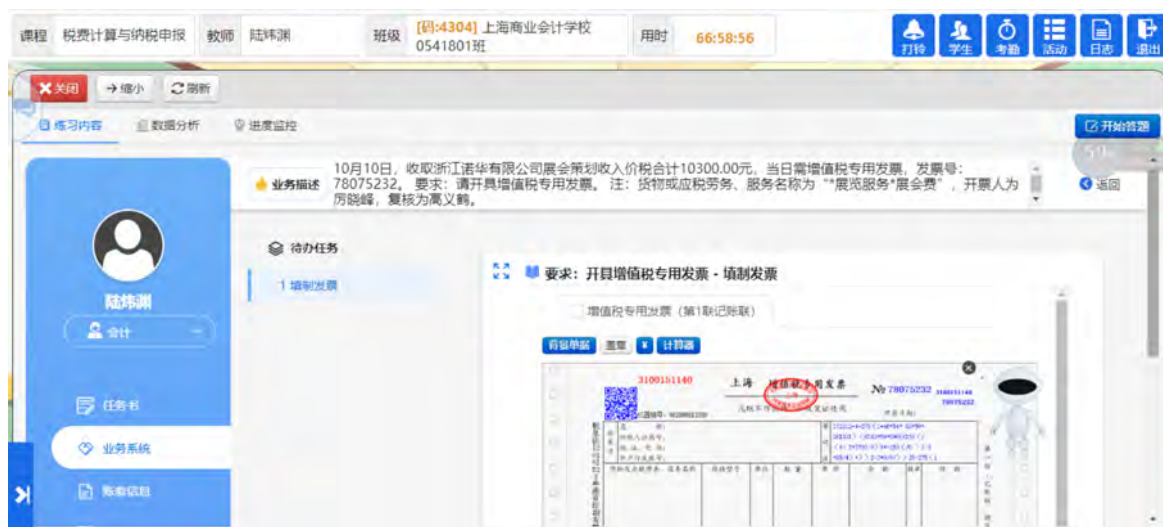 课程 税费计算与纳税申报 教师 陆炜渊 班级 [码:4304] 上海商业会计学校 0541801班 用时 66:58:56
打铃 学生 考勤 活动 日志 退出
关闭 缩小 刷新
练习内容 数据分析 进度监控 开始答题
业务描述 10月10日，收取浙江诺华有限公司展会策划收入价税合计10300.00元，当日需增值税专用发票，发票号：
78075232。 要求：请开具增值税专用发票。 注：货物或应税劳务、服务名称为“*展览服务*展会费”，开票人为
厉晓峰，复核为高义鹤。
返回
待办任务
1 填制发票
要求：开具增值税专用发票 - 填制发票
增值税专用发票（第1联记账联）
背景单据 盖章 ¥ 计算器
3100151140 上海 增值税专用发票 № 78075232 3100151140
78075232
陆炜渊
会计
任务书
业务系统
账套信息